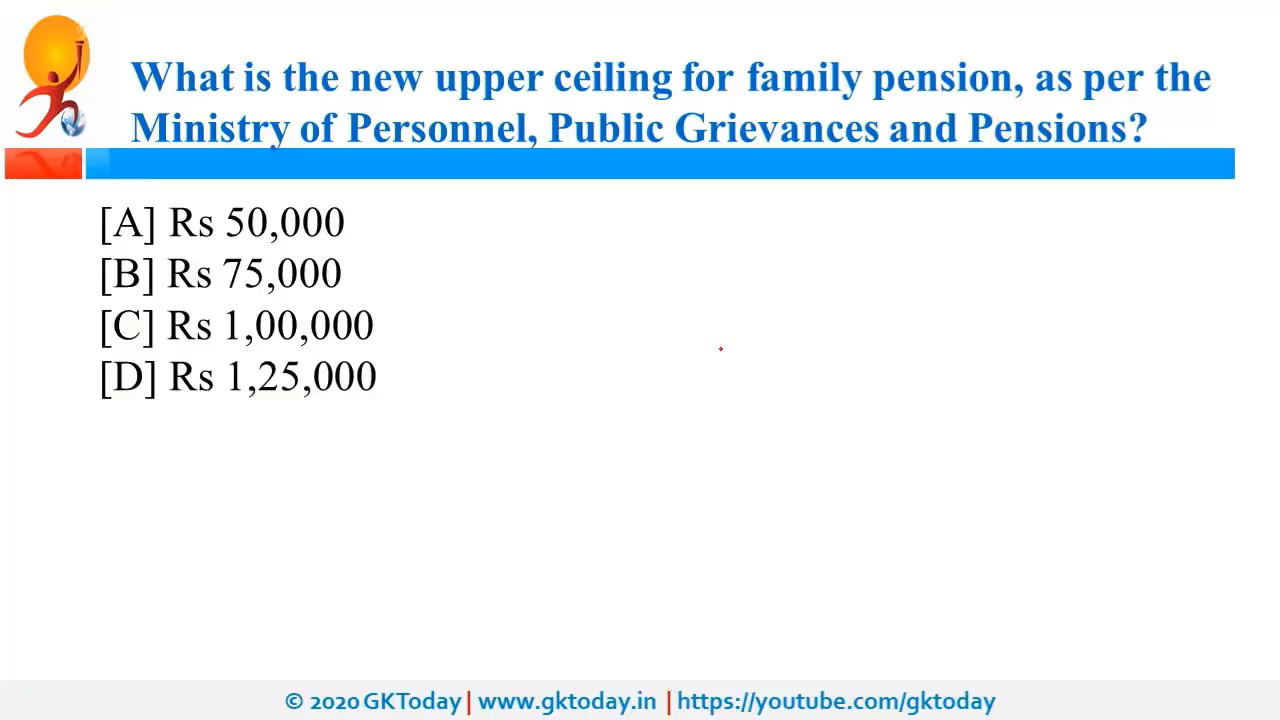 What is the new upper ceiling for family pension, as per the
Ministry of Personnel, Public Grievances and Pensions?
[A] Rs 50,000
[B] Rs 75,000
[C] Rs 1,00,000
[D] Rs 1,25,000
© 2020 GKToday | www.gktoday.in | https://youtube.com/gktoday